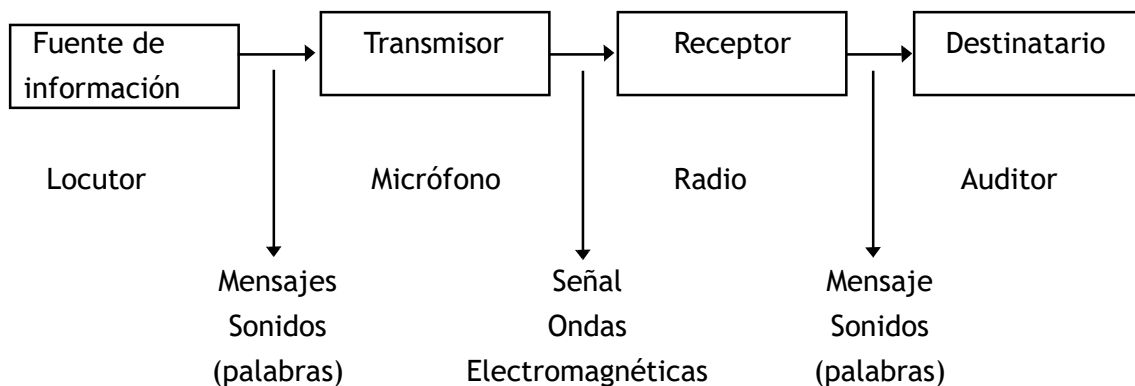 Fuente de
información
Transmisor
Receptor
Destinatario
Locutor
Micrófono
Radio
Auditor
Mensajes
Sonidos
(palabras)
Señal
Ondas
Electromagnéticas
Mensaje
Sonidos
(palabras)